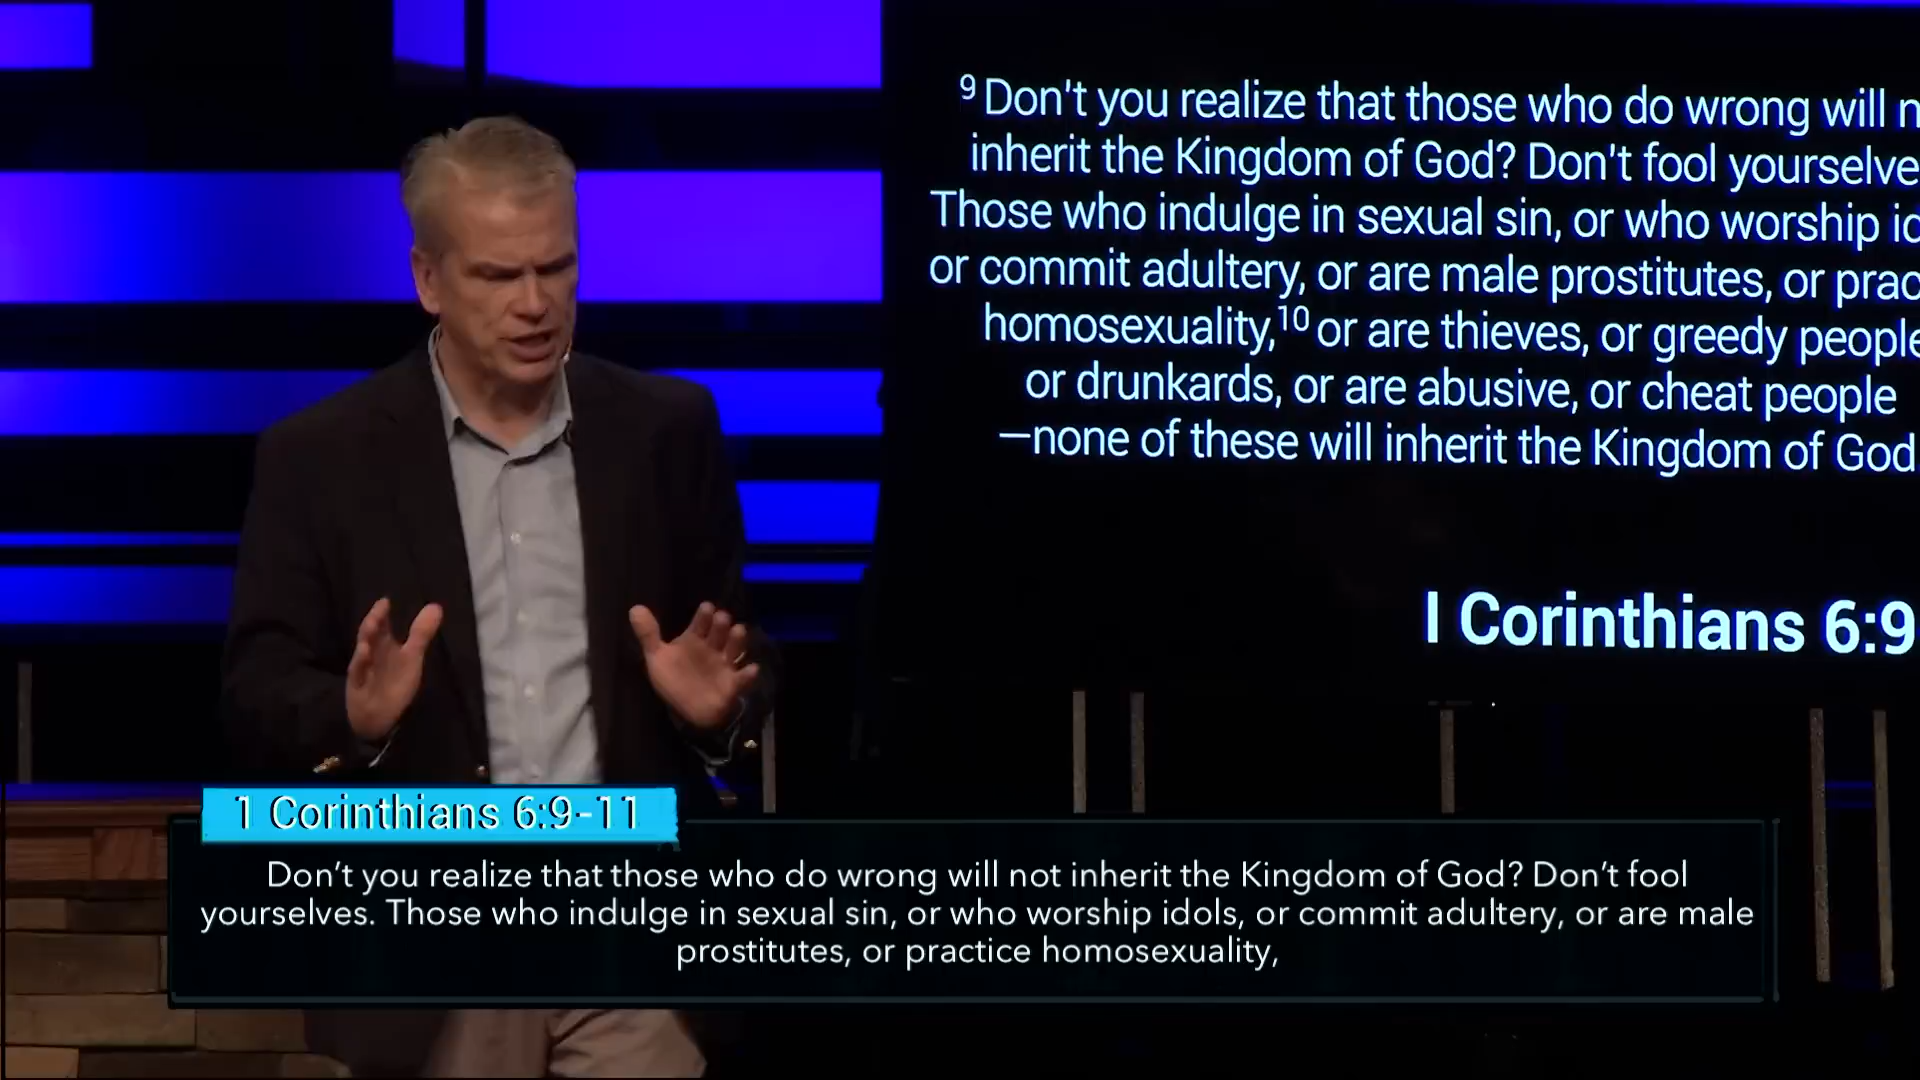 9 Don't you realize that those who do wrong will
inherit the Kingdom of God? Don't fool
Those who indulge in sexual sin, or who worship
or commit adultery, or are male prostitutes, or
homosexuality, 10 or are thieves, or greedy
or drunkards, or are abusive, or cheat people
—none of these will inherit the Kingdom of God
I Corinthians 6:9
1 Corinthians 6:9-11
Don’t you realize that those who do wrong will not inherit the Kingdom of God? Don’t fool
yourselves. Those who indulge in sexual sin, or who worship idols, or commit adultery, or are male
prostitutes, or practice homosexuality,